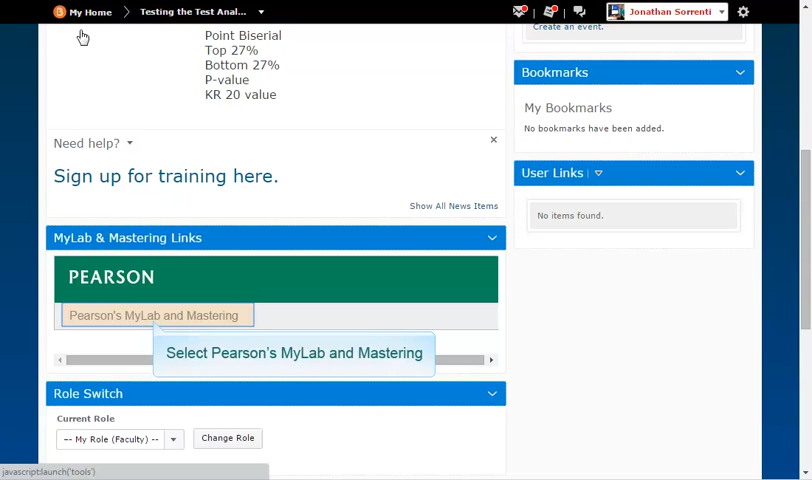 My Home
Testing the Test Anal...
Jonathan Sorrenti
Point Biserial
Top 27%
Bottom 27%
P-value
KR 20 value
Need help?
Sign up for training here.
Show All News Items
MyLab & Mastering Links
PEARSON
Pearson's MyLab and Mastering
Select Pearson's MyLab and Mastering
Role Switch
Current Role
-- My Role (Faculty) --
Change Role
javascript:launch('tools')
Create an event.
Bookmarks
My Bookmarks
No bookmarks have been added.
User Links
No items found.